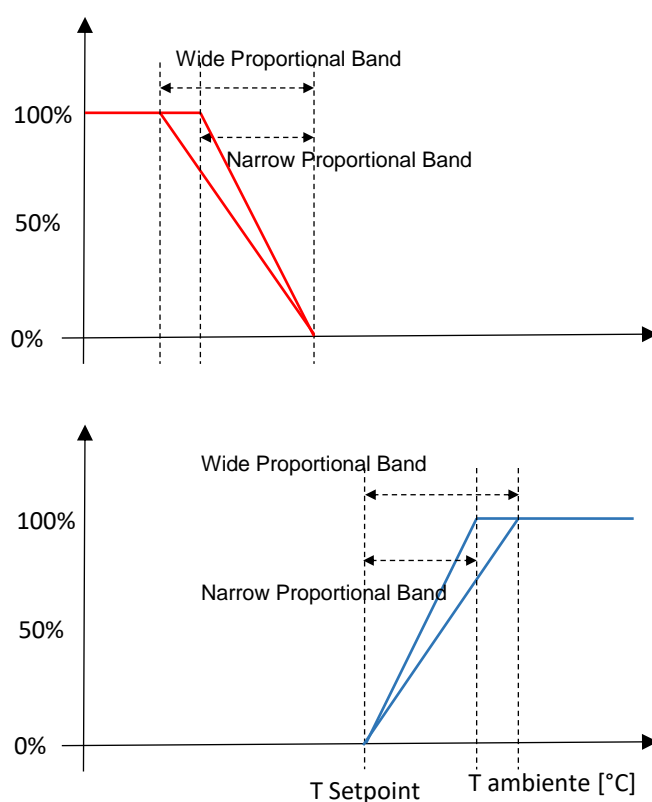 Wide Proportional Band
100%
Narrow Proportional Band
50%
0%
Wide Proportional Band
100%
Narrow Proportional Band
50%
0%
T Setpoint
T ambiente [°C]